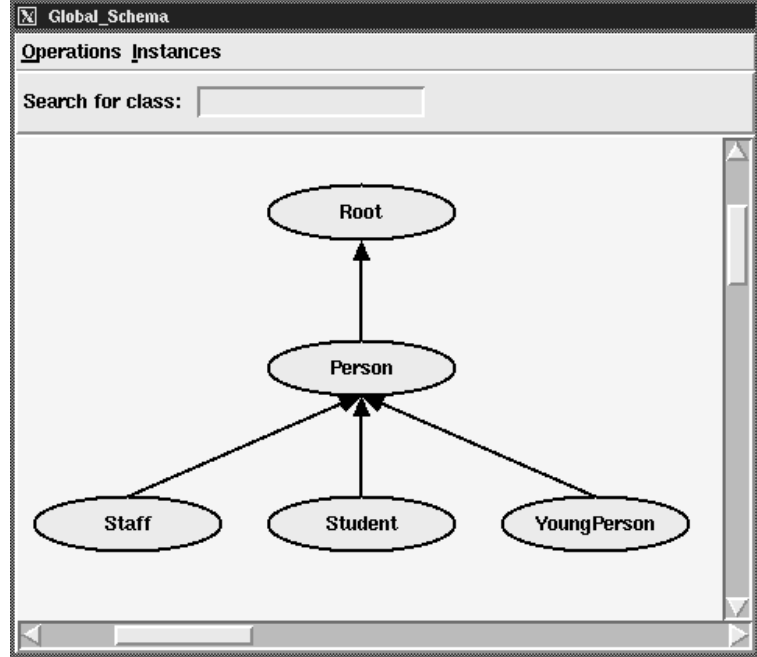 Global_Schema
Operations Instances
Search for class:
Root
Person
Staff Student YoungPerson